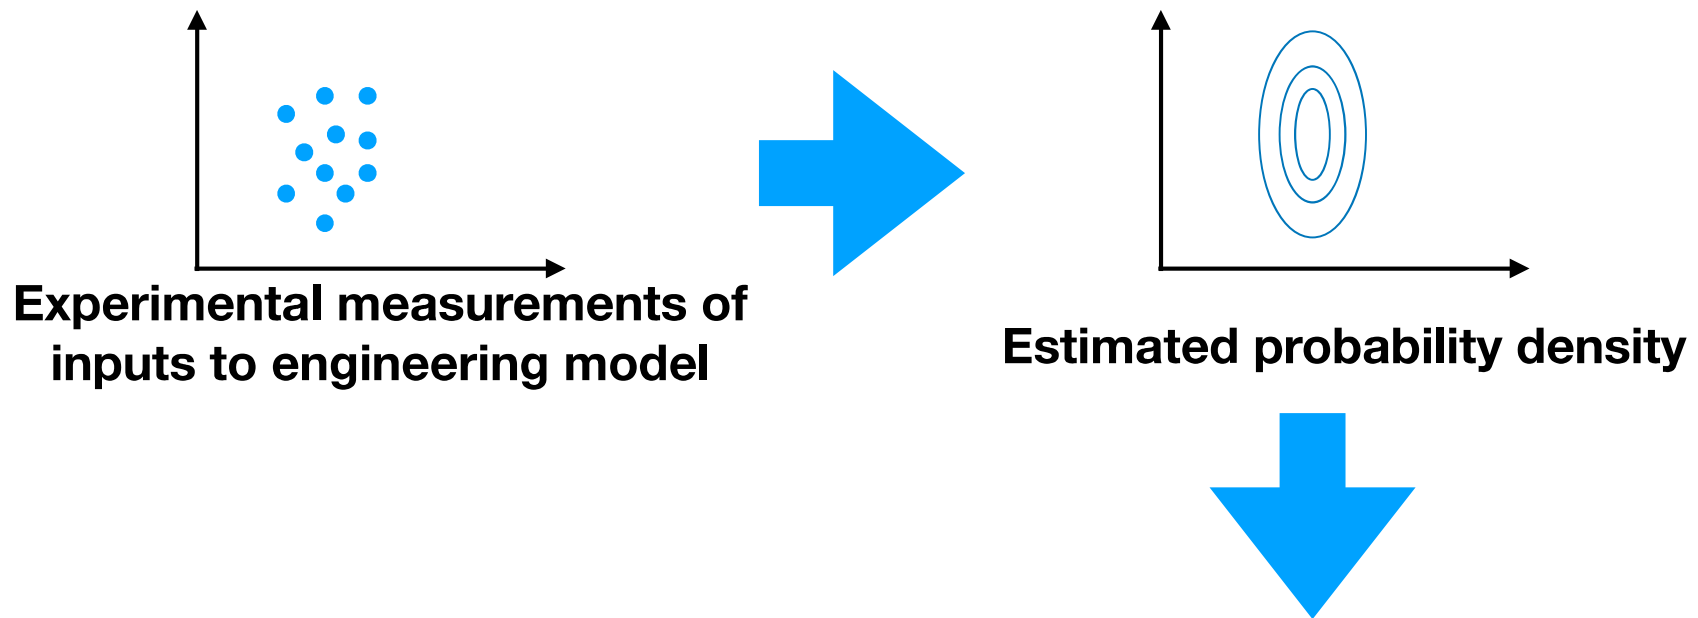 Experimental measurements of
inputs to engineering model
Estimated probability density